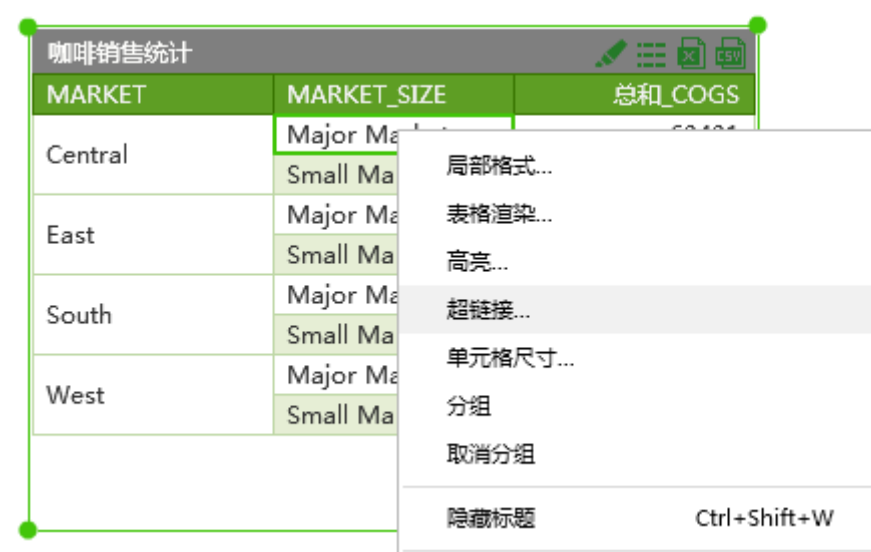 咖啡销售统计
MARKET MARKET_SIZE 总和_COGS
Central Major
Small Ma
East Major Ma
Small Ma
South Major Ma
Small Ma
West Major Ma
Small Ma
局部格式...
表格渲染...
高亮...
超链接...
单元格尺寸...
分组
取消分组
隐藏标题 Ctrl+Shift+W